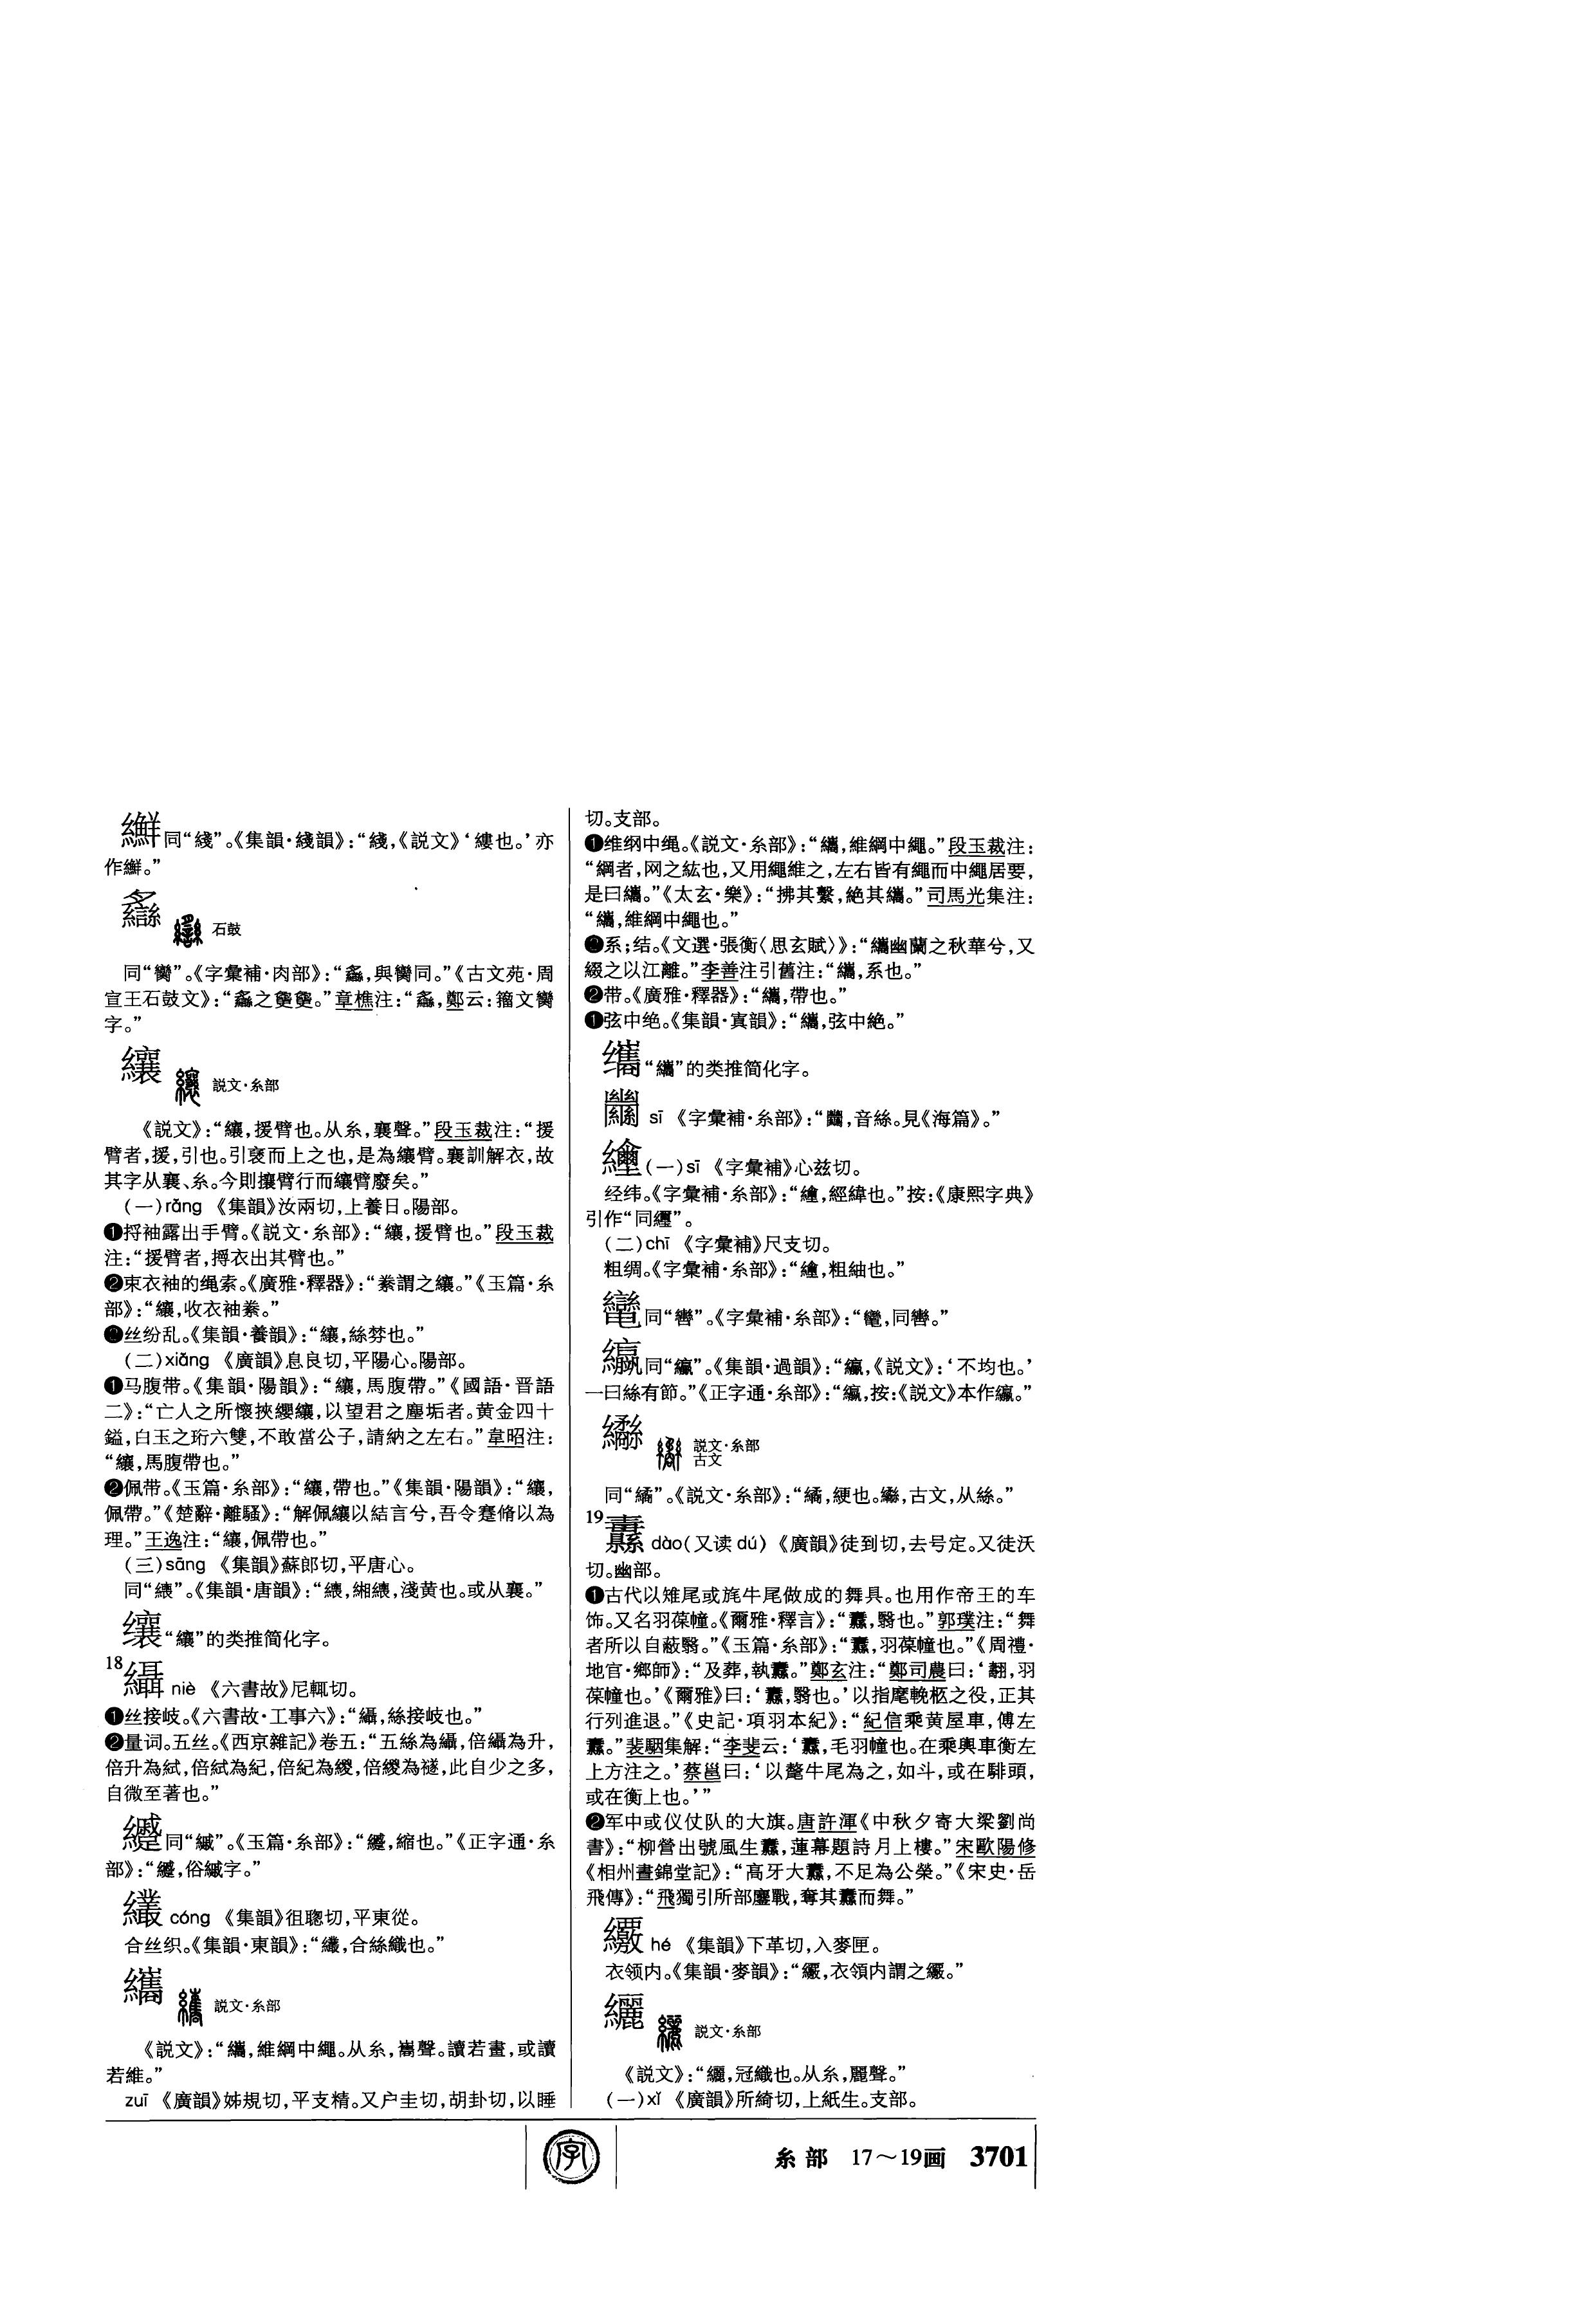 同“綫”。《集韻·綫韻》：“綫，《説文》‘縷也。’亦
作。”
石鼓
同“臠”。《字彙補·肉部》：“，與臠同。”《古文苑·周
宣王石鼓文》：“之。”章樵注：“，鄭云：籀文臠
字。”
纕
説文·糸部
《説文》：“纕，援臂也。从糸，襄聲。”段玉裁注：“援
臂者，援，引也。引褎而上之也，是為纕臂。襄訓解衣，故
其字从襄、糸。今則攘臂行而纕臂廢矣。”
（一）rǎng 《集韻》汝兩切，上養日。陽部。
❶捋袖露出手臂。《説文·糸部》：“纕，援臂也。”段玉裁
注：“援臂者，捋衣出其臂也。”
❷束衣袖的绳索。《廣雅·釋器》：“絭謂之纕。”《玉篇·糸
部》：“纕，收衣袖絭。”
丝纷乱。《集韻·養韻》：“纕，絲棼也。”
（二）xiāng 《廣韻》息良切，平陽心。陽部。
❶马腹带。《集韻·陽韻》：“纕，馬腹帶。”《國語·晋語
二》：“亡人之所懷挾纓纕，以望君之塵垢者。黄金四十
鎰，白玉之珩六雙，不敢當公子，請納之左右。”韋昭注：
“纕，馬腹帶也。”
❷佩带。《玉篇·糸部》：“纕，帶也。”《集韻·陽韻》：“纕，
佩帶。”《楚辭·離騷》：“解佩纕以結言兮，吾令蹇脩以為
理。”王逸注：“纕，佩帶也。”
（三）sāng 《集韻》蘇郎切，平唐心。
同“”。《集韻·唐韻》：“，緗，淺黄也。或从襄。”
“纕”的类推简化字。
18 niè 《六書故》尼輒切。
❶丝接岐。《六書故·工事六》：“，絲接岐也。”
❷量词。五丝。《西京雜記》卷五：“五絲為，倍為升，
倍升為，倍為紀，倍紀為緵，倍緵為襚，此自少之多，
自微至著也。”
同“縬”。《玉篇·糸部》：“，縮也。”《正字通·糸
部》：“，俗縬字。”
cóng 《集韻》徂聰切，平東從。
合丝织。《集韻·東韻》：“，合絲織也。”
纗
説文·糸部
《説文》：“纗，維綱中繩。从糸，巂聲。讀若畫，或讀
若維。”
zuī 《廣韻》姊規切，平支精。又户圭切，胡卦切，以睡
切。支部。
❶维纲中绳。《説文·糸部》：“纗，維綱中繩。”段玉裁注：
“綱者，网之紘也，又用繩維之，左右皆有繩而中繩居要，
是曰纗。”《太玄·樂》：“拂其繫，絶其纗。”司馬光集注：
“纗，維綱中繩也。”
系；结。《文選·張衡〈思玄賦〉》：“纗幽蘭之秋華兮，又
綴之以江離。”李善注引舊注：“纗，系也。”
❷带。《廣雅·釋器》：“纗，帶也。”
❶弦中绝。《集韻·寘韻》：“纗，弦中絶。”
“纗”的类推简化字。
sī 《字彙補·糸部》：“，音絲。見《海篇》。”
（一）sī 《字彙補》心兹切。
经纬。《字彙補·糸部》：“，經緯也。”按：《康熙字典》
引作“同纒”。
（二）chī 《字彙補》尺支切。
粗绸。《字彙補·糸部》：“，粗紬也。”
同“轡”。《字彙補·糸部》：“，同轡。”
同“”。《集韻·過韻》：“，《説文》：‘不均也。’
一曰絲有節。”《正字通·糸部》：“，按：《説文》本作。”
説文·糸部
古文
同“繘”。《説文·糸部》：“繘，綆也。，古文，从絲。”
19纛 dào（又读dú） 《廣韻》徒到切，去号定。又徒沃
切。幽部。
❶古代以雉尾或旄牛尾做成的舞具。也用作帝王的车
饰。又名羽葆幢。《爾雅·釋言》：“纛，翳也。”郭璞注：“舞
者所以自蔽翳。”《玉篇·糸部》：“纛，羽葆幢也。”《周禮·
地官·鄉師》：“及葬，執纛。”鄭玄注：“鄭司農曰：‘翿，羽
葆幢也。’《爾雅》曰：‘纛，翳也。’以指麾輓柩之役，正其
行列進退。”《史記·項羽本紀》：“紀信乘黄屋車，傅左
纛。”裴駰集解：“李斐云：‘纛，毛羽幢也。在乘輿車衡左
上方注之。’蔡邕曰：‘以氂牛尾為之，如斗，或在騑頭，
或在衡上也。’”
❷军中或仪仗队的大旗。唐許渾《中秋夕寄大梁劉尚
書》：“柳營出號風生纛，蓮幕題詩月上樓。”宋歐陽修
《相州晝錦堂記》：“高牙大纛，不足為公榮。”《宋史·岳
飛傳》：“飛獨引所部鏖戰，奪其纛而舞。”
hé 《集韻》下革切，入麥匣。
衣领内。《集韻·麥韻》：“，衣領内謂之。”
纚
説文·糸部
《説文》：“纚，冠織也。从糸，麗聲。”
（一）xǐ 《廣韻》所綺切，上紙生。支部。
字
糸部 17～19画 3701